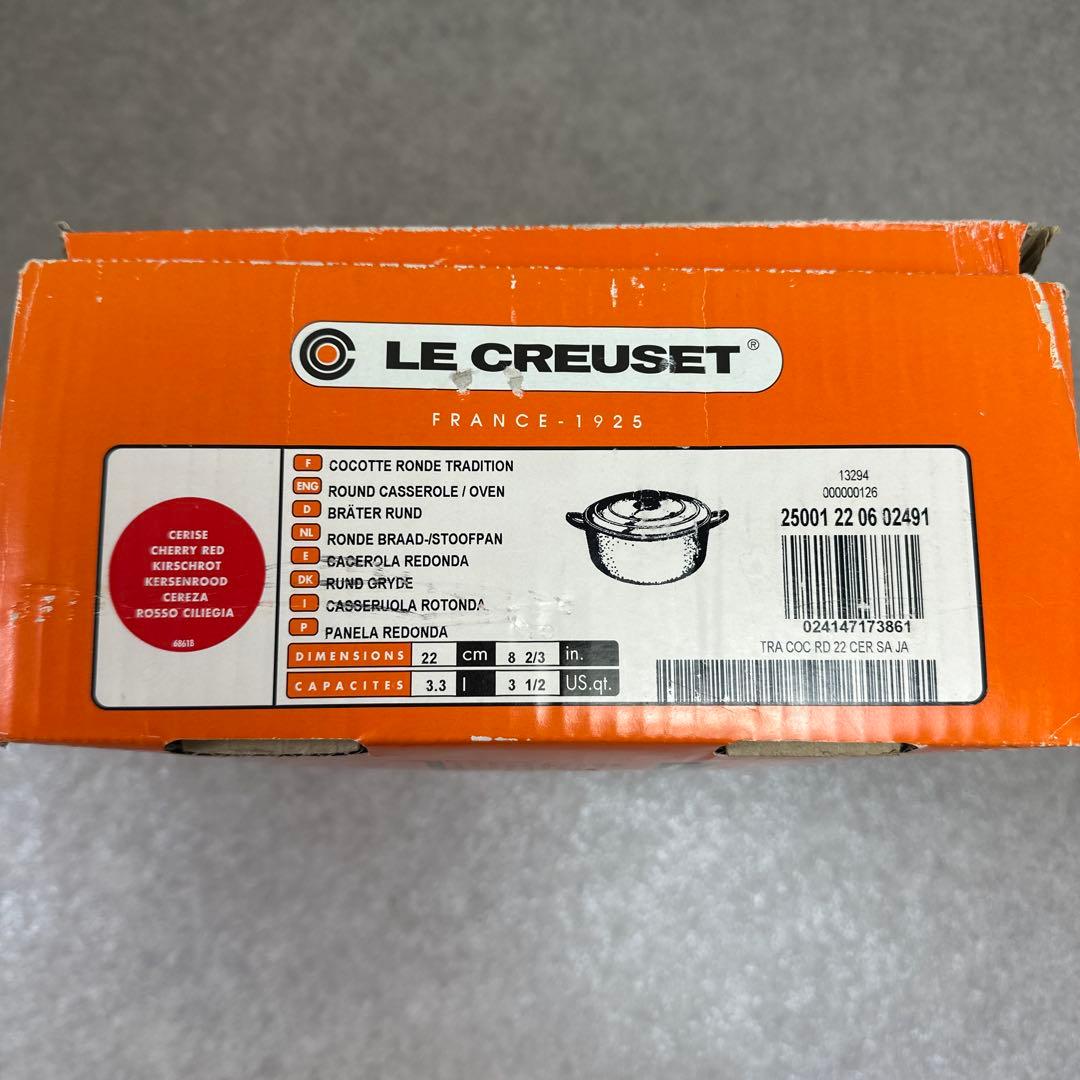 LE CREUSET®
FRANCE - 1925
CERISE
CHERRY RED
KIRSCHROT
KERSENROOD
CEREZA
ROSSO CILIEGIA
6861B
F COCOTTE RONDE TRADITION
ENG ROUND CASSEROLE / OVEN
D BRÄTER RUND
NL RONDE BRAAD-/STOOFPAN
E CACEROLA REDONDA
DK RUND GRYDE
I CASSERUOLA ROTONDA
P PANELA REDONDA
DIMENSIONS 22 cm 8 2/3 in.
CAPACITES 3.3 l 3 1/2 US.qt.
13294
000000126
25001 22 06 02491
024147173861
TRA COC RD 22 CER SA JA